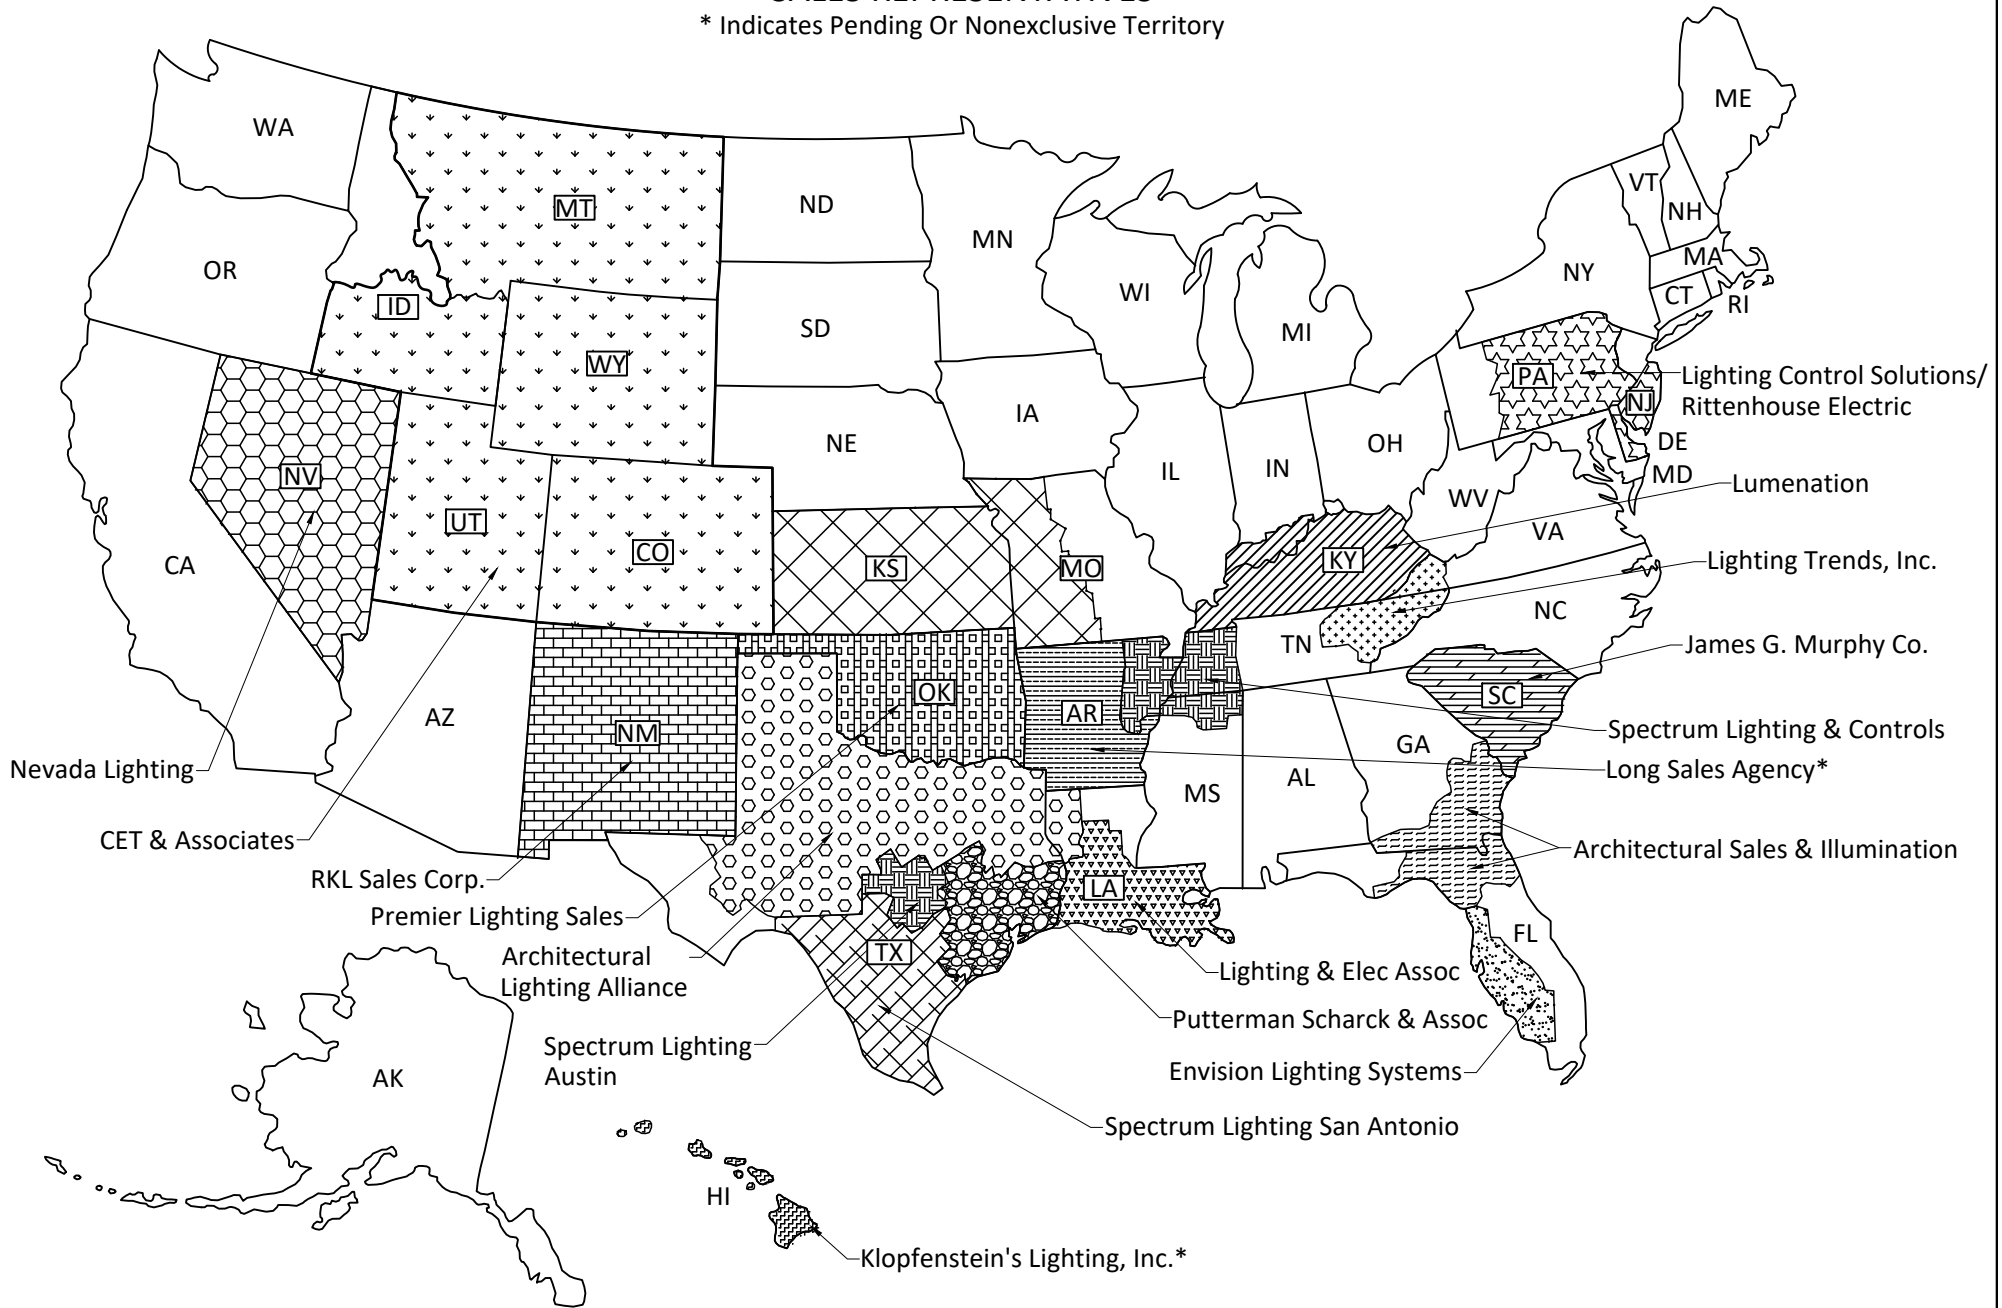 * Indicates Pending Or Nonexclusive Territory
WA
OR
CA
NV
ID
MT
WY
UT
CO
AZ
NM
ND
SD
NE
KS
OK
TX
MN
IA
MO
AR
LA
WI
IL
MI
IN
OH
KY
TN
MS
AL
GA
FL
SC
NC
VA
WV
PA
NY
NJ
DE
MD
VT
NH
MA
CT
RI
ME
AK
HI
Lighting Control Solutions/
Rittenhouse Electric
Lumenation
Lighting Trends, Inc.
James G. Murphy Co.
Spectrum Lighting & Controls
Long Sales Agency*
Architectural Sales & Illumination
Nevada Lighting
CET & Associates
RKL Sales Corp.
Premier Lighting Sales
Architectural
Lighting Alliance
Spectrum Lighting
Austin
Lighting & Elec Assoc
Putterman Scharck & Assoc
Envision Lighting Systems
Spectrum Lighting San Antonio
Klopfenstein's Lighting, Inc.*